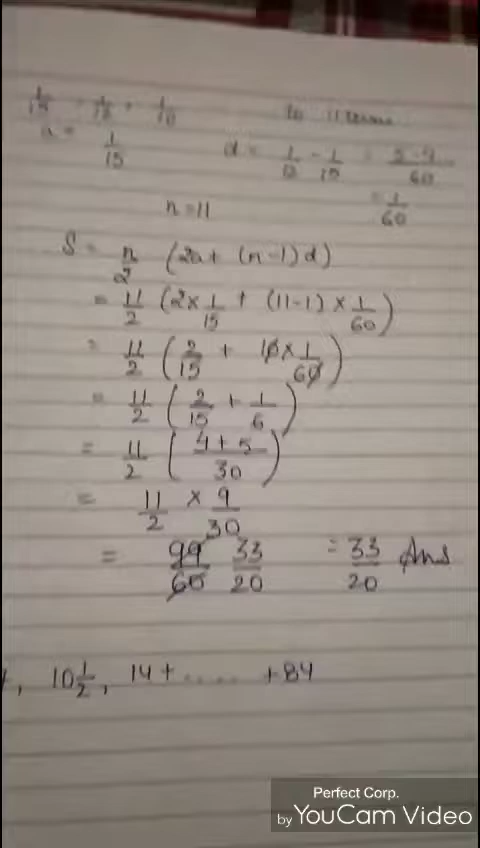 1/15, 1/12, 1/10 to 11 terms
a = 1/15 d = 1/12 - 1/15 = 5-4/60
= 1/60
n = 11
S = n/2 (2a + (n-1)d)
= 11/2 (2 × 1/15 + (11-1) × 1/60)
= 11/2 (2/15 + 10 × 1/60)
= 11/2 (2/15 + 1/6)
= 11/2 (4+5/30)
= 11/2 × 9/30
= 99/60 33/20 = 33/20 Ans
, 10 1/2, 14 + ..... + 84
Perfect Corp.
by YouCam Video